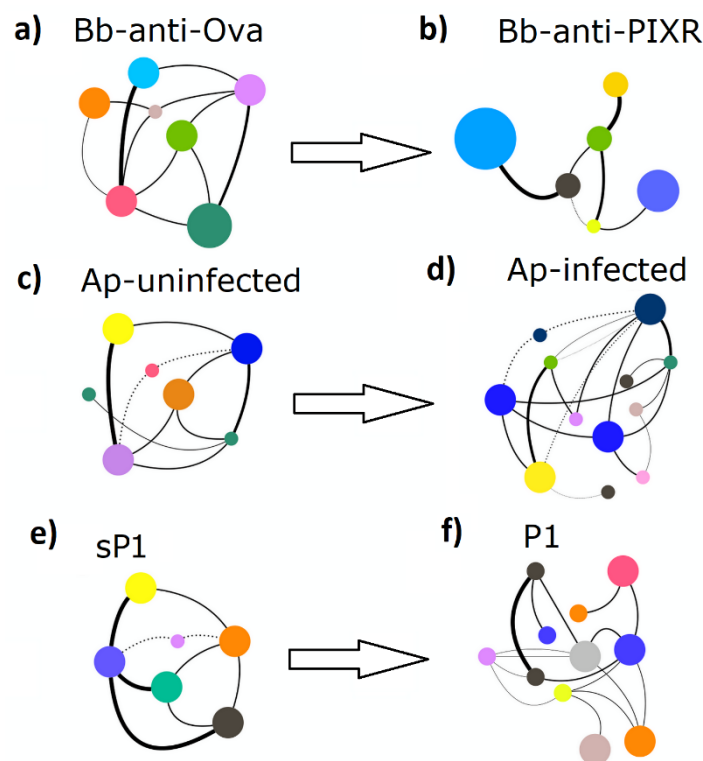 a) Bb-anti-Ova
b) Bb-anti-PIXR
c) Ap-uninfected
d) Ap-infected
e) sP1
f) P1